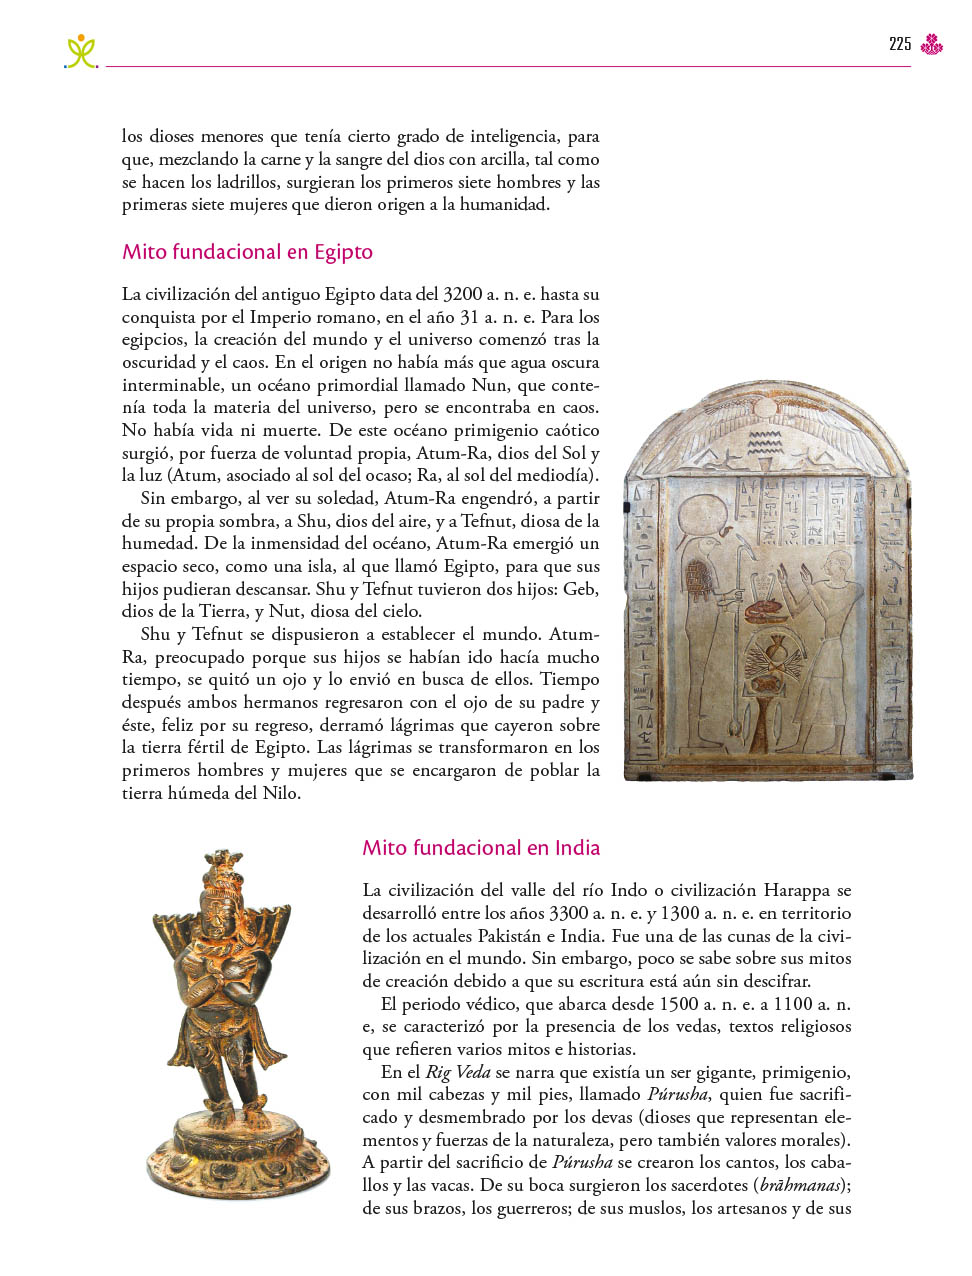 225
los dioses menores que tenía cierto grado de inteligencia, para
que, mezclando la carne y la sangre del dios con arcilla, tal como
se hacen los ladrillos, surgieran los primeros siete hombres y las
primeras siete mujeres que dieron origen a la humanidad.
Mito fundacional en Egipto
La civilización del antiguo Egipto data del 3200 a. n. e. hasta su
conquista por el Imperio romano, en el año 31 a. n. e. Para los
egipcios, la creación del mundo y el universo comenzó tras la
oscuridad y el caos. En el origen no había más que agua oscura
interminable, un océano primordial llamado Nun, que conte-
nía toda la materia del universo, pero se encontraba en caos.
No había vida ni muerte. De este océano primigenio caótico
surgió, por fuerza de voluntad propia, Atum-Ra, dios del Sol y
la luz (Atum, asociado al sol del ocaso; Ra, al sol del mediodía).
Sin embargo, al ver su soledad, Atum-Ra engendró, a partir
de su propia sombra, a Shu, dios del aire, y a Tefnut, diosa de la
humedad. De la inmensidad del océano, Atum-Ra emergió un
espacio seco, como una isla, al que llamó Egipto, para que sus
hijos pudieran descansar. Shu y Tefnut tuvieron dos hijos: Geb,
dios de la Tierra, y Nut, diosa del cielo.
Shu y Tefnut se dispusieron a establecer el mundo. Atum-
Ra, preocupado porque sus hijos se habían ido hacía mucho
tiempo, se quitó un ojo y lo envió en busca de ellos. Tiempo
después ambos hermanos regresaron con el ojo de su padre y
éste, feliz por su regreso, derramó lágrimas que cayeron sobre
la tierra fértil de Egipto. Las lágrimas se transformaron en los
primeros hombres y mujeres que se encargaron de poblar la
tierra húmeda del Nilo.
Mito fundacional en India
La civilización del valle del río Indo o civilización Harappa se
desarrolló entre los años 3300 a. n. e. y 1300 a. n. e. en territorio
de los actuales Pakistán e India. Fue una de las cunas de la civi-
lización en el mundo. Sin embargo, poco se sabe sobre sus mitos
de creación debido a que su escritura está aún sin descifrar.
El periodo védico, que abarca desde 1500 a. n. e. a 1100 a. n.
e, se caracterizó por la presencia de los vedas, textos religiosos
que refieren varios mitos e historias.
En el Rig Veda se narra que existía un ser gigante, primigenio,
con mil cabezas y mil pies, llamado Púrusha, quien fue sacrifi-
cado y desmembrado por los devas (dioses que representan ele-
mentos y fuerzas de la naturaleza, pero también valores morales).
A partir del sacrificio de Púrusha se crearon los cantos, los caba-
llos y las vacas. De su boca surgieron los sacerdotes (brāhmanas);
de sus brazos, los guerreros; de sus muslos, los artesanos y de sus